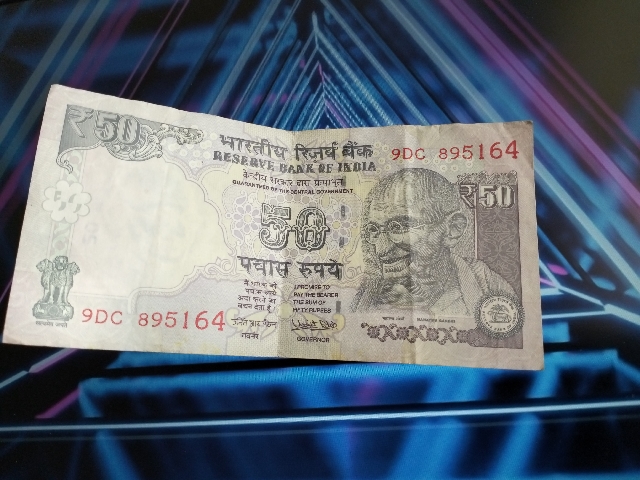 ₹50
भारतीय रिज़र्व बैंक
RESERVE BANK OF INDIA
केन्द्रीय सरकार द्वारा प्रत्याभूत
GUARANTEED BY THE CENTRAL GOVERNMENT
9DC 895164
₹50
50
पचास रुपये
मैं धारक को
पचास रुपये
अदा करने का
वचन देता हूँ
I PROMISE TO
PAY THE BEARER
THE SUM OF
FIFTY RUPEES
9DC 895164
गवर्नर
GOVERNOR
सत्यमेव जयते
महात्मा गांधी
MAHATMA GANDHI